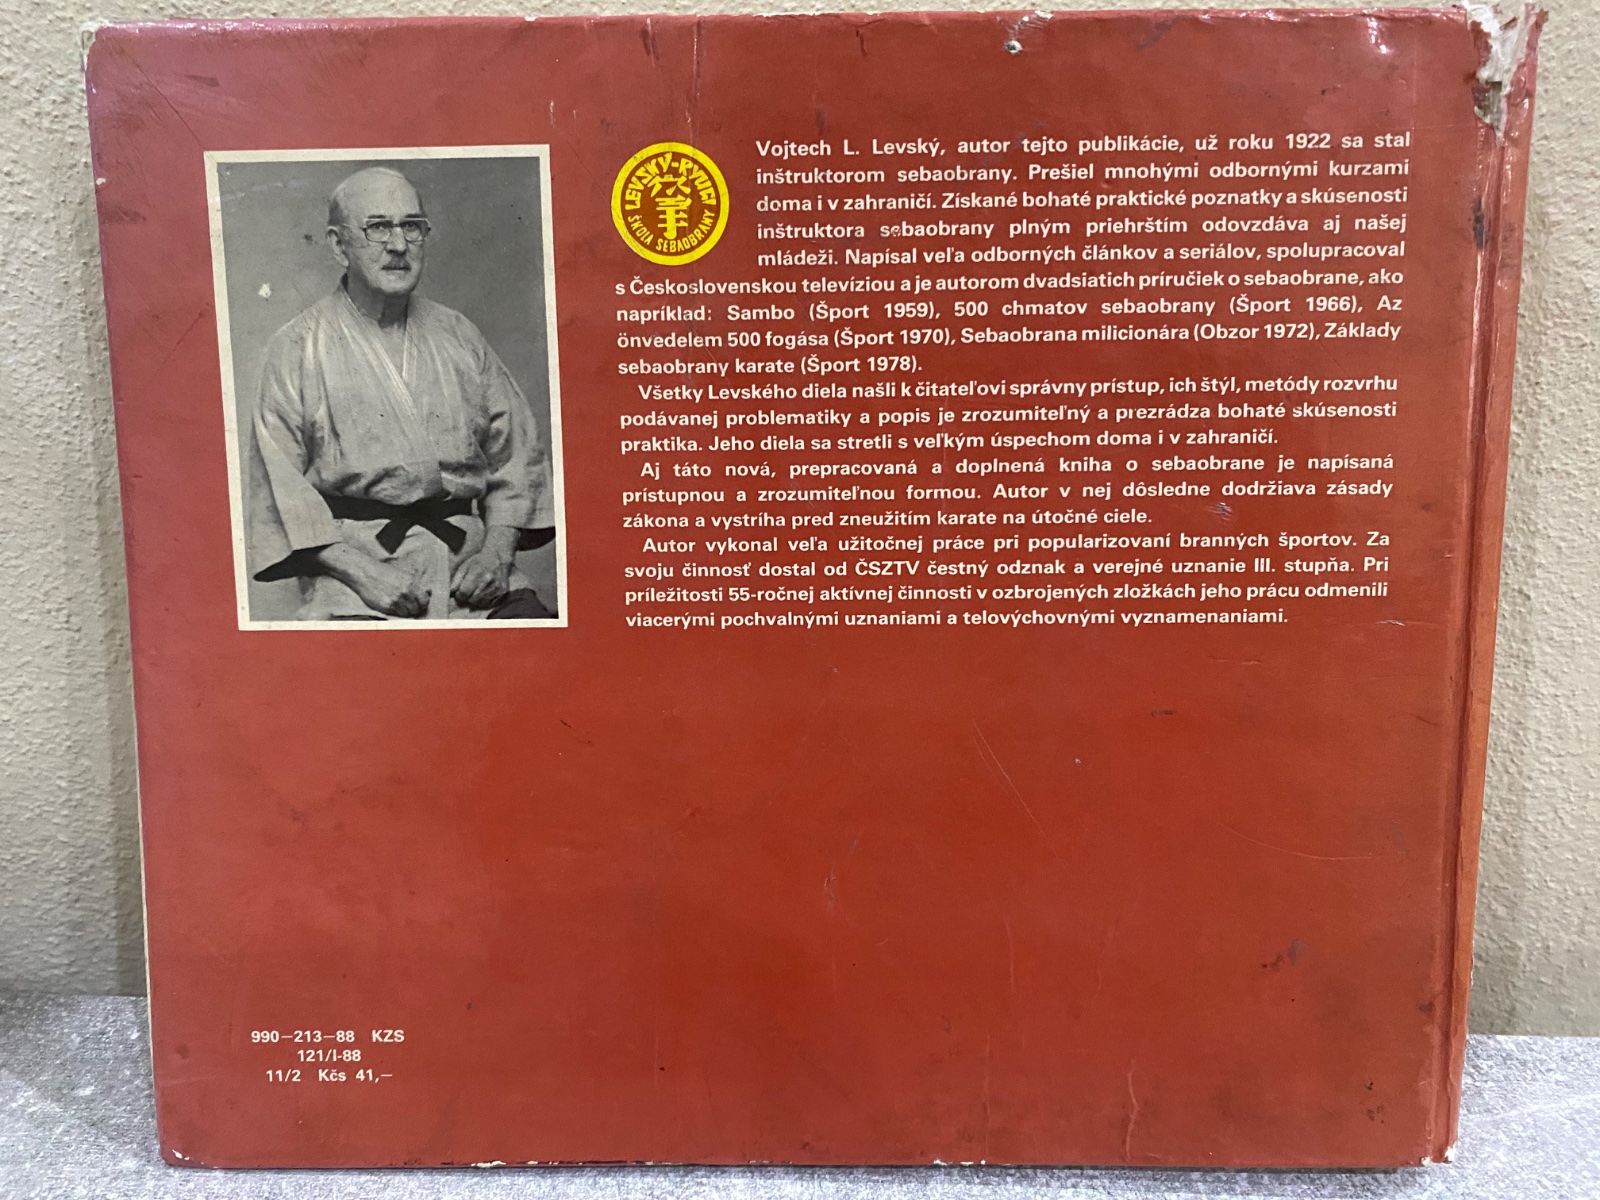 LEVSKÝ-RYUCI
ŠKOLA SEBAOBRANY
Vojtech L. Levský, autor tejto publikácie, už roku 1922 sa stal
inštruktorom sebaobrany. Prešiel mnohými odbornými kurzami
doma i v zahraničí. Získané bohaté praktické poznatky a skúsenosti
inštruktora sebaobrany plným priehrštím odovzdáva aj našej
mládeži. Napísal veľa odborných článkov a seriálov, spolupracoval
s Československou televíziou a je autorom dvadsiatich príručiek o sebaobrane, ako
napríklad: Sambo (Šport 1959), 500 chmatov sebaobrany (Šport 1966), Az
önvedelem 500 fogása (Šport 1970), Sebaobrana milicionára (Obzor 1972), Základy
sebaobrany karate (Šport 1978).
Všetky Levského diela našli k čitateľovi správny prístup, ich štýl, metódy rozvrhu
podávanej problematiky a popis je zrozumiteľný a prezrádza bohaté skúsenosti
praktika. Jeho diela sa stretli s veľkým úspechom doma i v zahraničí.
Aj táto nová, prepracovaná a doplnená kniha o sebaobrane je napísaná
prístupnou a zrozumiteľnou formou. Autor v nej dôsledne dodržiava zásady
zákona a vystríha pred zneužitím karate na útočné ciele.
Autor vykonal veľa užitočnej práce pri popularizovaní branných športov. Za
svoju činnosť dostal od ČSZTV čestný odznak a verejné uznanie III. stupňa. Pri
príležitosti 55-ročnej aktívnej činnosti v ozbrojených zložkách jeho prácu odmenili
viacerými pochvalnými uznaniami a telovýchovnými vyznamenaniami.
990—213—88 KZS
121/I-88
11/2 Kčs 41,—